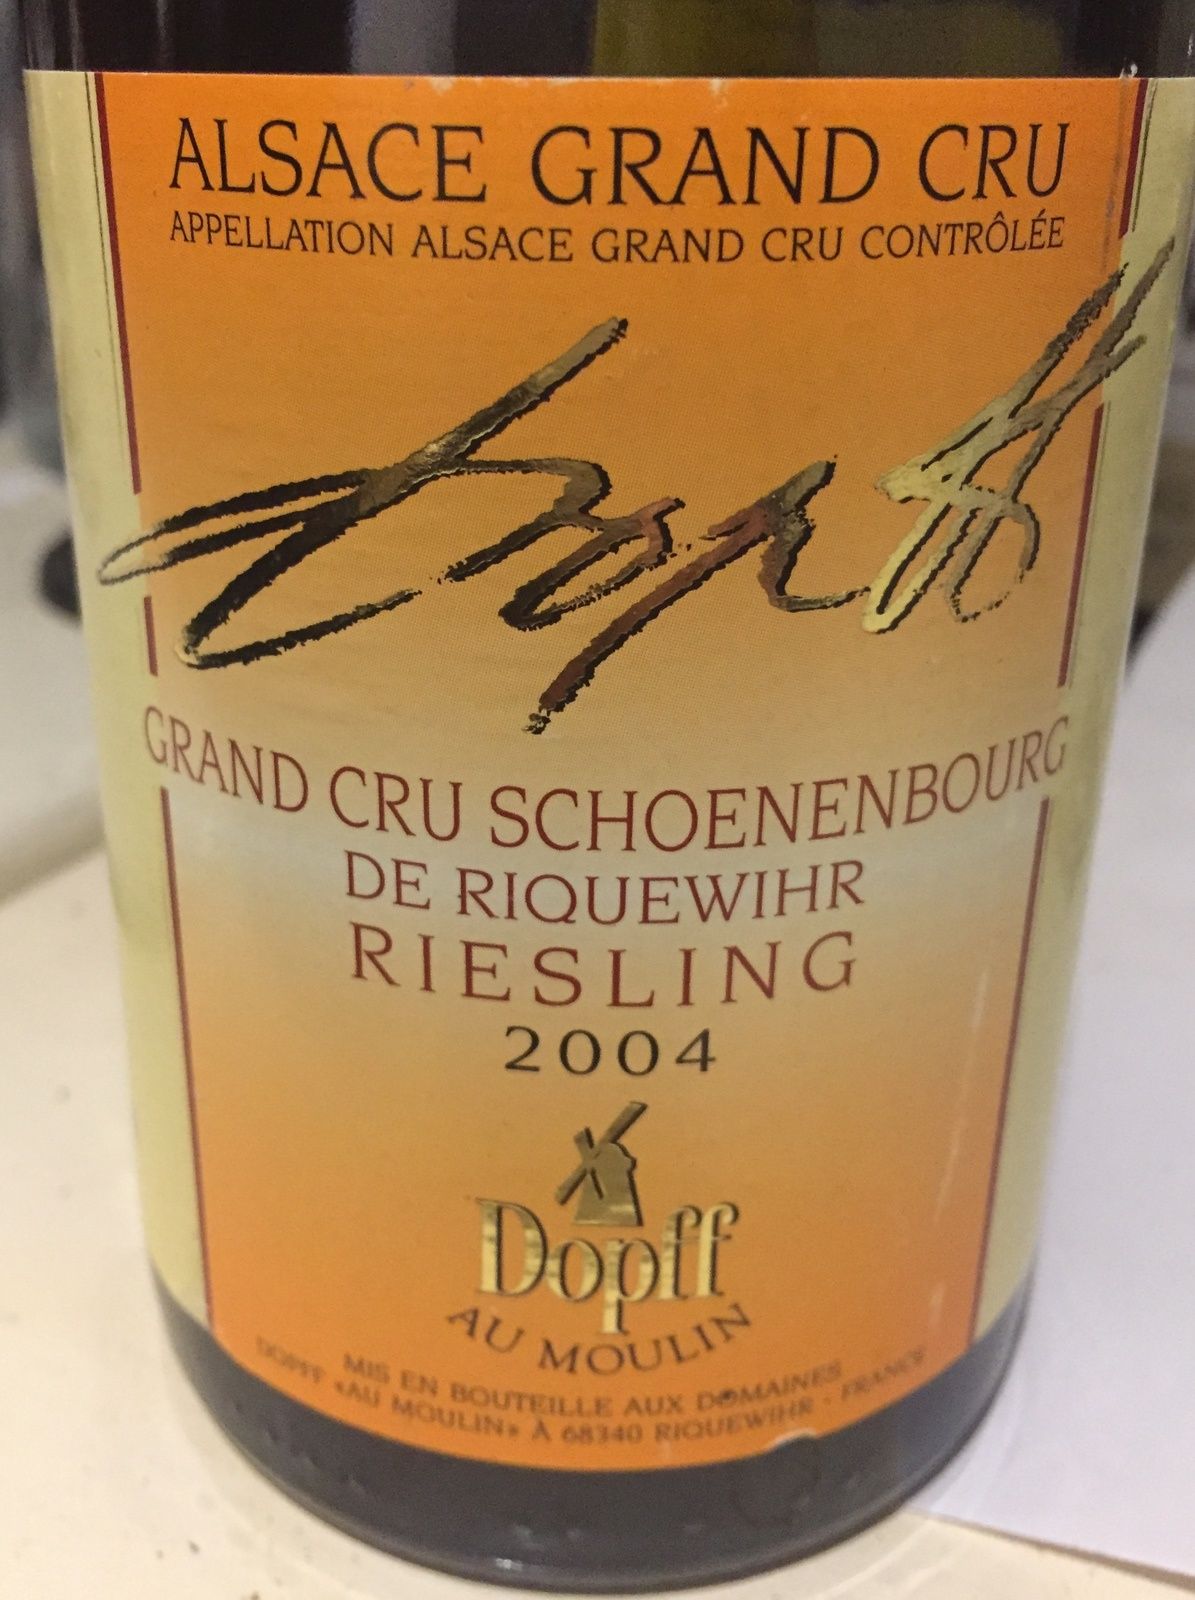 ALSACE GRAND CRU
APPELLATION ALSACE GRAND CRU CONTRÔLÉE
Dopff
GRAND CRU SCHOENENBOURG
DE RIQUEWIHR
RIESLING
2004
Dopff
AU MOULIN
MIS EN BOUTEILLE AUX DOMAINES
DOPFF «AU MOULIN» À 68340 RIQUEWIHR - FRANCE